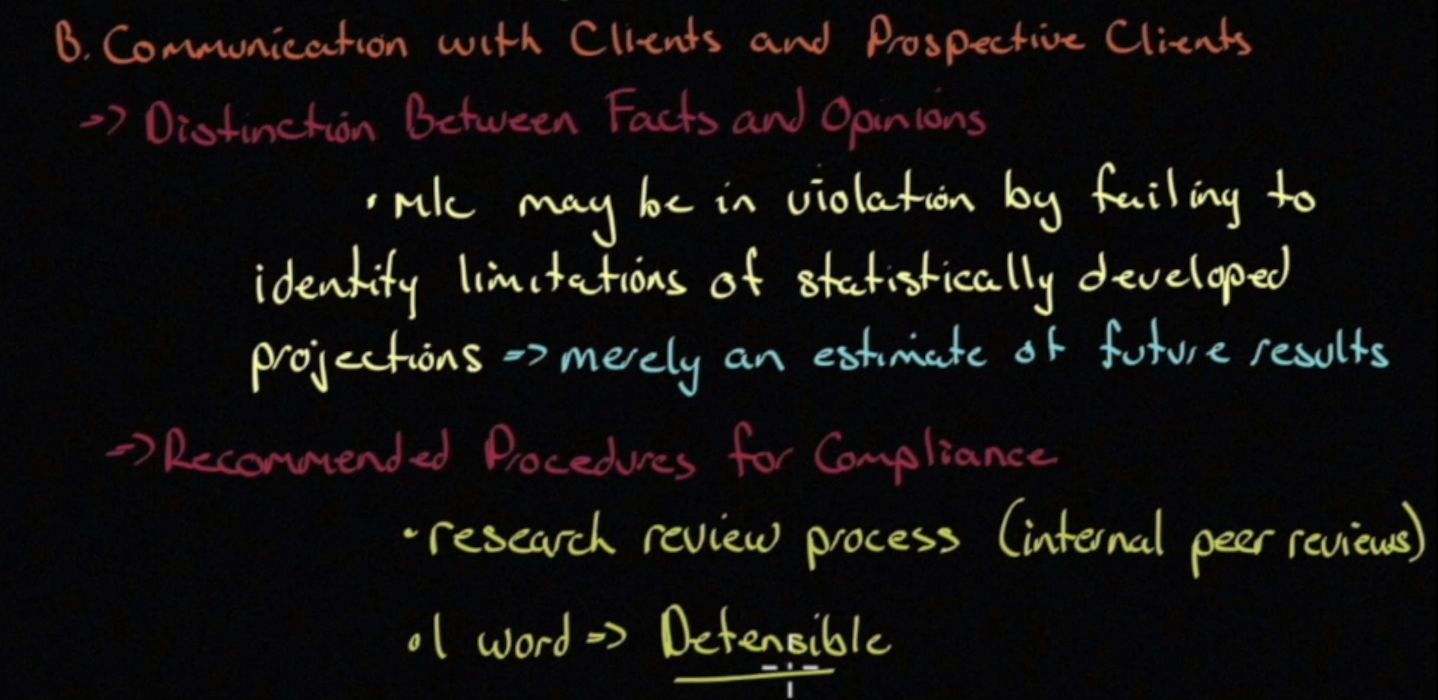 B. Communication with Clients and Prospective Clients
=> Distinction Between Facts and Opinions
• M/C may be in violation by failing to
identify limitations of statistically developed
projections => merely an estimate of future results
=> Recommended Procedures for Compliance
• research review process (internal peer reviews)
• 1 word => Defensible